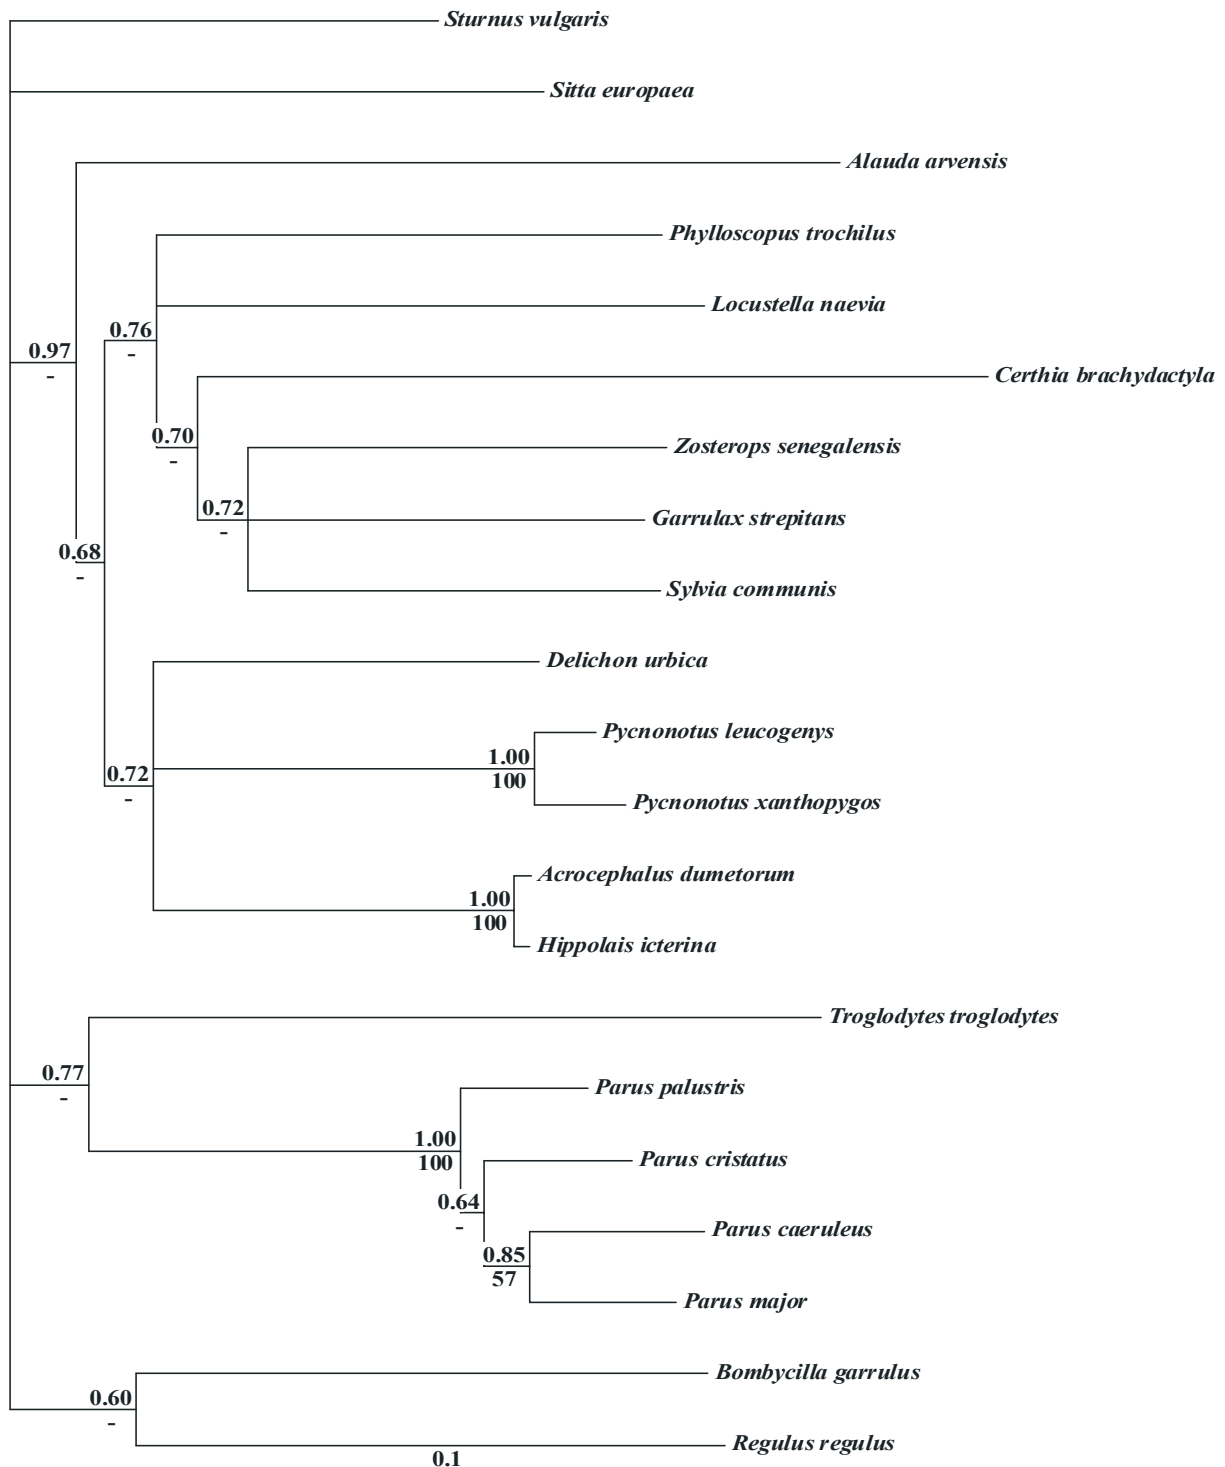 Sturnus vulgaris
Sitta europaea
Alauda arvensis
Phylloscopus trochilus
Locustella naevia
0.76
-
0.97
-
Certhia brachydactyla
0.70
-
Zosterops senegalensis
0.72
-
Garrulax strepitans
0.68
-
Sylvia communis
Delichon urbica
Pycnonotus leucogenys
1.00
100
0.72
-
Pycnonotus xanthopygos
Acrocephalus dumetorum
1.00
100
Hippolais icterina
Troglodytes troglodytes
0.77
-
Parus palustris
1.00
100
Parus cristatus
0.64
-
Parus caeruleus
0.85
57
Parus major
Bombycilla garrulus
0.60
-
Regulus regulus
0.1